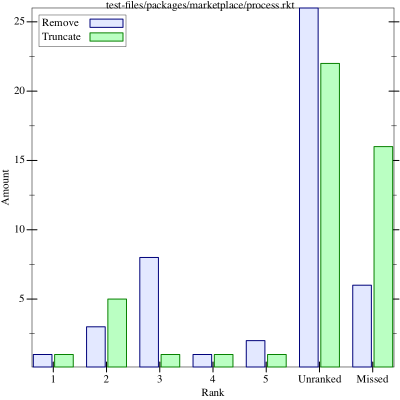 test-files/packages/marketplace/process.rkt
Remove
Truncate
25
20
15
10
5
Amount
1 2 3 4 5 Unranked Missed
Rank